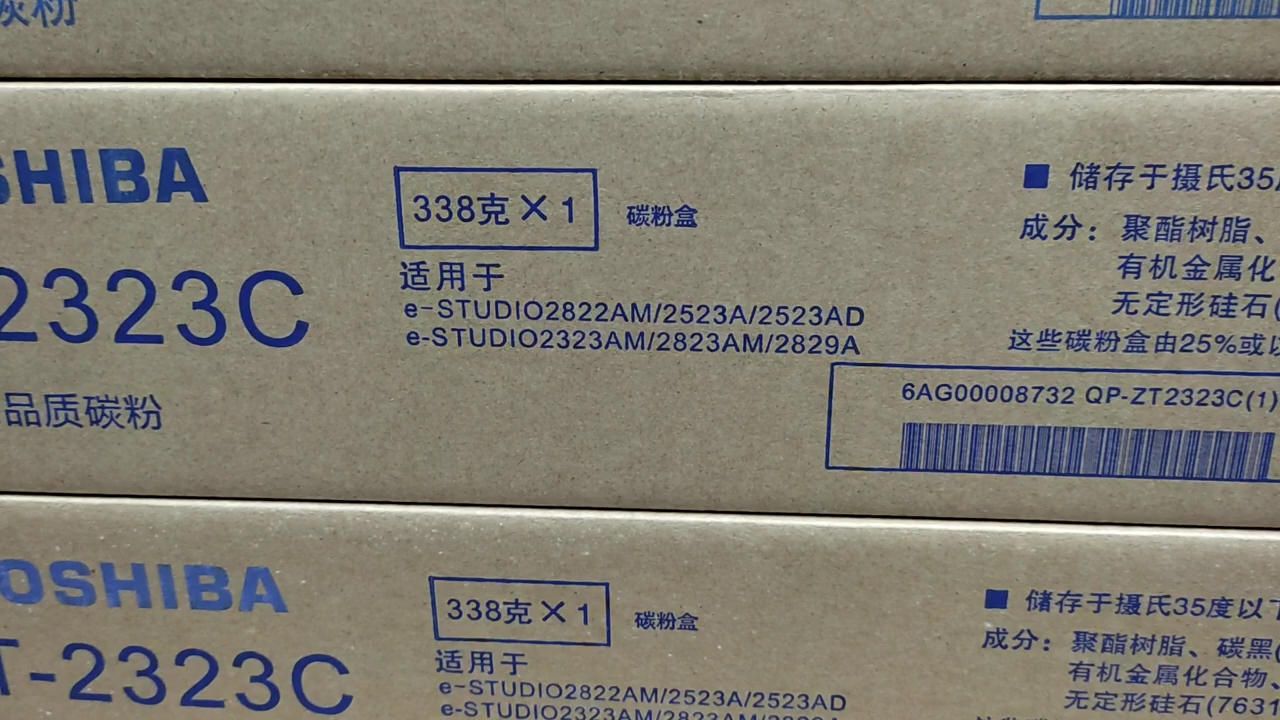 碳粉
SHIBA
2323C
品质碳粉
338克×1 碳粉盒
适用于
e-STUDIO2822AM/2523A/2523AD
e-STUDIO2323AM/2823AM/2829A
■ 储存于摄氏35
成分：聚酯树脂、
有机金属化
无定形硅石(
这些碳粉盒由25%或
6AG00008732 QP-ZT2323C(1)
OSHIBA
T-2323C
338克×1 碳粉盒
适用于
e-STUDIO2822AM/2523A/2523AD
e-STUDIO2323AM/2823AM/2829A
■ 储存于摄氏35度以下
成分：聚酯树脂、碳黑(
有机金属化合物、
无定形硅石(7631